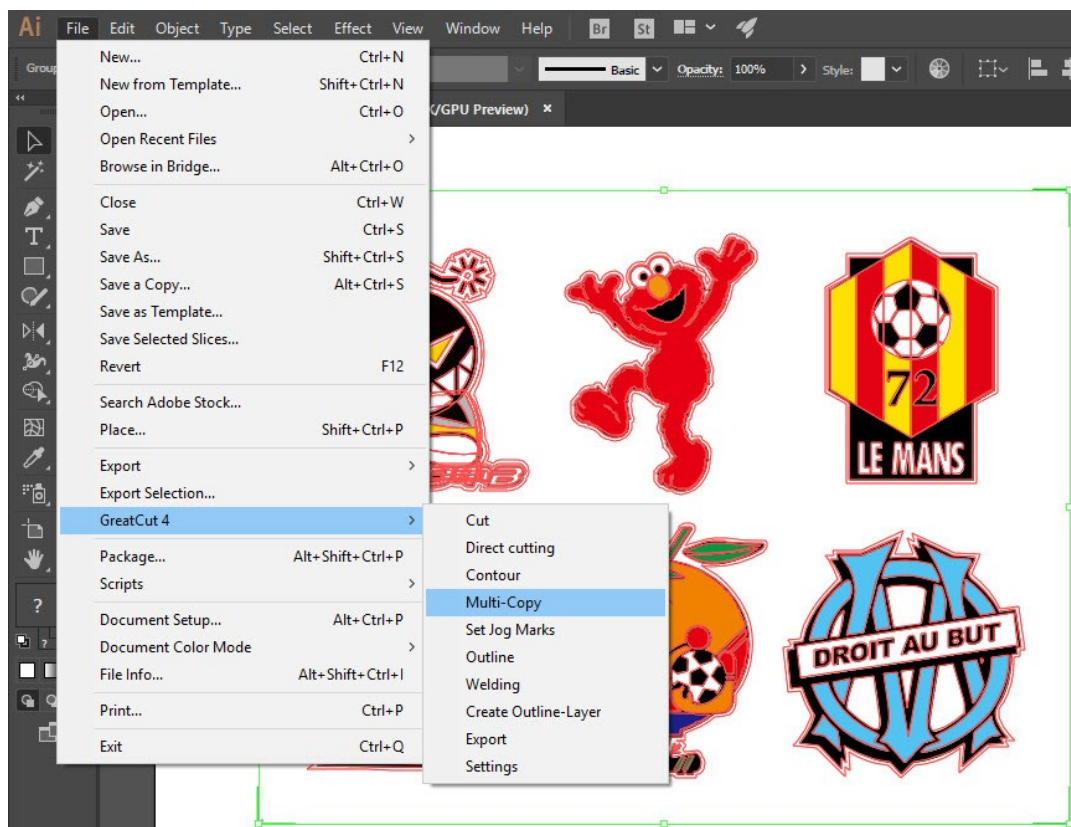 Ai File Edit Object Type Select Effect View Window Help Br St
Basic Opacity: 100% Style:
/GPU Preview) ×
New... Ctrl+N
New from Template... Shift+Ctrl+N
Open... Ctrl+O
Open Recent Files >
Browse in Bridge... Alt+Ctrl+O
Close Ctrl+W
Save Ctrl+S
Save As... Shift+Ctrl+S
Save a Copy... Alt+Ctrl+S
Save as Template...
Save Selected Slices...
Revert F12
Search Adobe Stock...
Place... Shift+Ctrl+P
Export >
Export Selection...
GreatCut 4 >
Package... Alt+Shift+Ctrl+P
Scripts >
Document Setup... Alt+Ctrl+P
Document Color Mode >
File Info... Alt+Shift+Ctrl+I
Print... Ctrl+P
Exit Ctrl+Q
Cut
Direct cutting
Contour
Multi-Copy
Set Jog Marks
Outline
Welding
Create Outline-Layer
Export
Settings
72
LE MANS
DROIT AU BUT